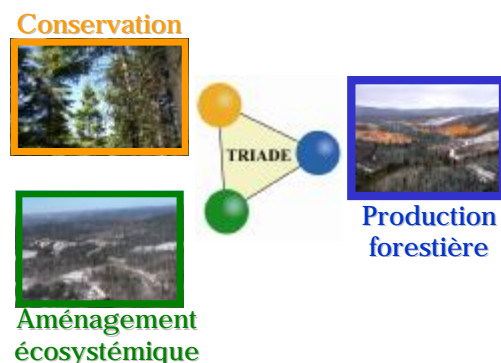 Conservation
TRIADE
Production
forestière
Aménagement
écosystémique